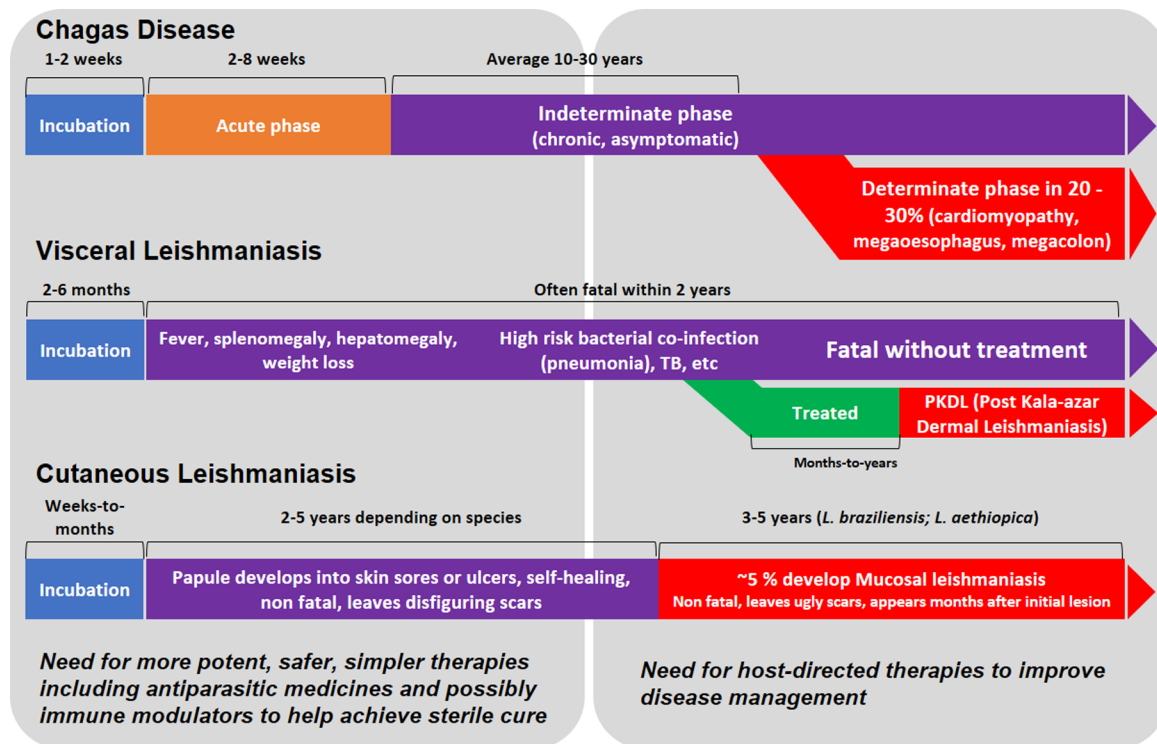 Chagas Disease
1-2 weeks
2-8 weeks
Average 10-30 years
Incubation
Acute phase
Indeterminate phase
(chronic, asymptomatic)
Determinate phase in 20 -
30% (cardiomyopathy,
megaoesophagus, megacolon)
Visceral Leishmaniasis
2-6 months
Often fatal within 2 years
Incubation
Fever, splenomegaly, hepatomegaly,
weight loss
High risk bacterial co-infection
(pneumonia), TB, etc
Fatal without treatment
Treated
PKDL (Post Kala-azar
Dermal Leishmaniasis)
Months-to-years
Cutaneous Leishmaniasis
Weeks-to-
months
2-5 years depending on species
3-5 years (L. braziliensis; L. aethiopica)
Incubation
Papule develops into skin sores or ulcers, self-healing,
non fatal, leaves disfiguring scars
~5 % develop Mucosal leishmaniasis
Non fatal, leaves ugly scars, appears months after initial lesion
Need for more potent, safer, simpler therapies
including antiparasitic medicines and possibly
immune modulators to help achieve sterile cure
Need for host-directed therapies to improve
disease management